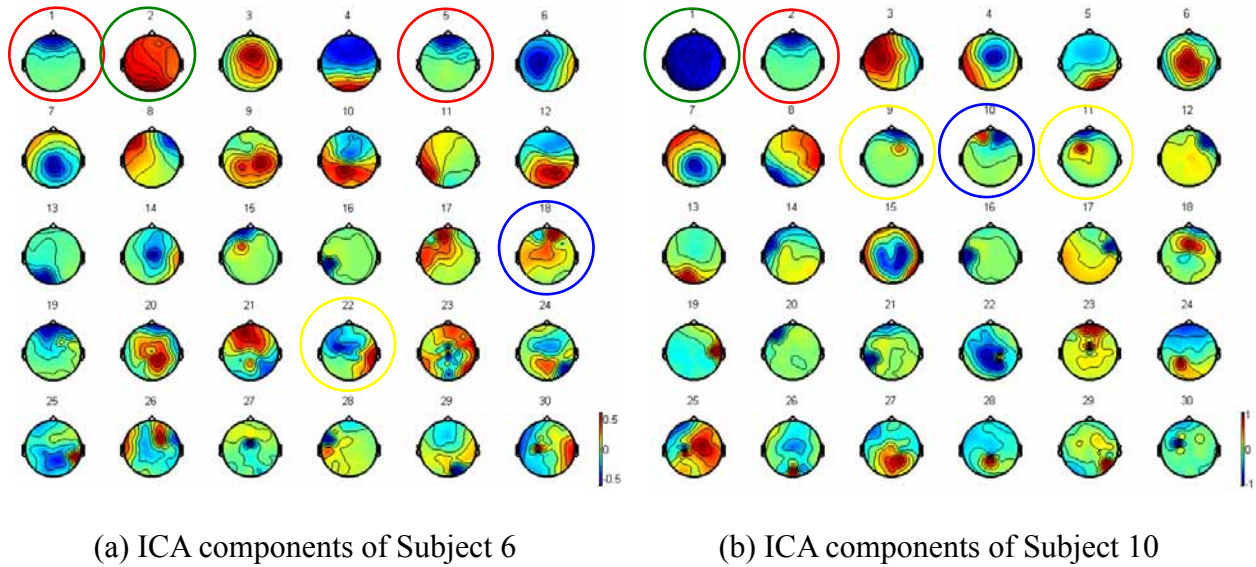 1 2 3 4 5 6
7 8 9 10 11 12
13 14 15 16 17 18
19 20 21 22 23 24
25 26 27 28 29 30
0.5
0
-0.5
(a) ICA components of Subject 6
1 2 3 4 5 6
7 8 9 10 11 12
13 14 15 16 17 18
19 20 21 22 23 24
25 26 27 28 29 30
1
0
-1
(b) ICA components of Subject 10